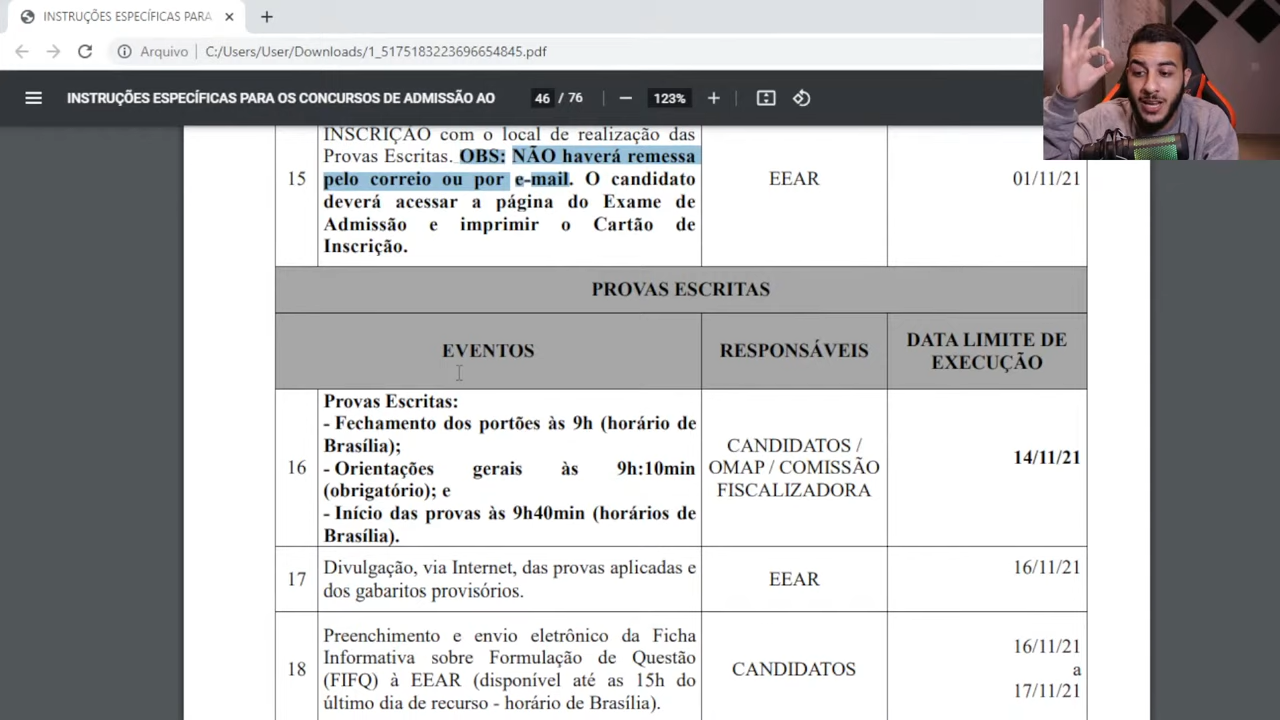 INSTRUÇÕES ESPECÍFICAS PARA
Arquivo
C:/Users/User/Downloads/1_5175183223696654845.pdf
INSTRUÇÕES ESPECÍFICAS PARA OS CONCURSOS DE ADMISSÃO AO
46 / 76
123%
INSCRIÇÃO com o local de realização das
Provas Escritas. OBS: NÃO haverá remessa
pelo correio ou por e-mail. O candidato
deverá acessar a página do Exame de
Admissão e imprimir o Cartão de
Inscrição.
15
EEAR
01/11/21
PROVAS ESCRITAS
EVENTOS
RESPONSÁVEIS
DATA LIMITE DE
EXECUÇÃO
16
Provas Escritas:
- Fechamento dos portões às 9h (horário de
Brasília);
- Orientações gerais às 9h:10min
(obrigatório); e
- Início das provas às 9h40min (horários de
Brasília).
CANDIDATOS /
OMAP / COMISSÃO
FISCALIZADORA
14/11/21
17
Divulgação, via Internet, das provas aplicadas e
dos gabaritos provisórios.
EEAR
16/11/21
18
Preenchimento e envio eletrônico da Ficha
Informativa sobre Formulação de Questão
(FIFQ) à EEAR (disponível até as 15h do
último dia de recurso - horário de Brasília).
CANDIDATOS
16/11/21
a
17/11/21